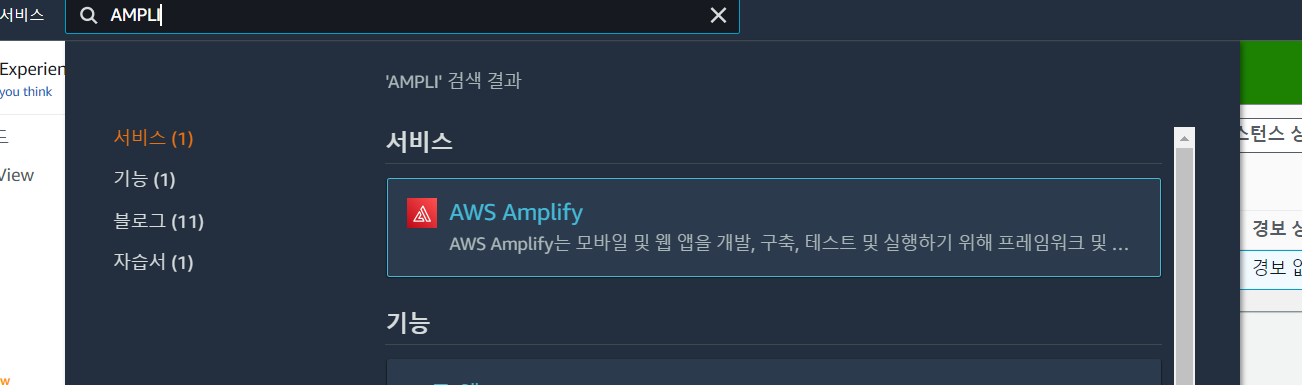 서비스
AMPLI
Experien
you think
View
'AMPLI' 검색 결과
서비스 (1)
기능 (1)
블로그 (11)
자습서 (1)
서비스
AWS Amplify
AWS Amplify는 모바일 및 웹 앱을 개발, 구축, 테스트 및 실행하기 위해 프레임워크 및 ...
기능
스턴스 상
경보 상
경보 없